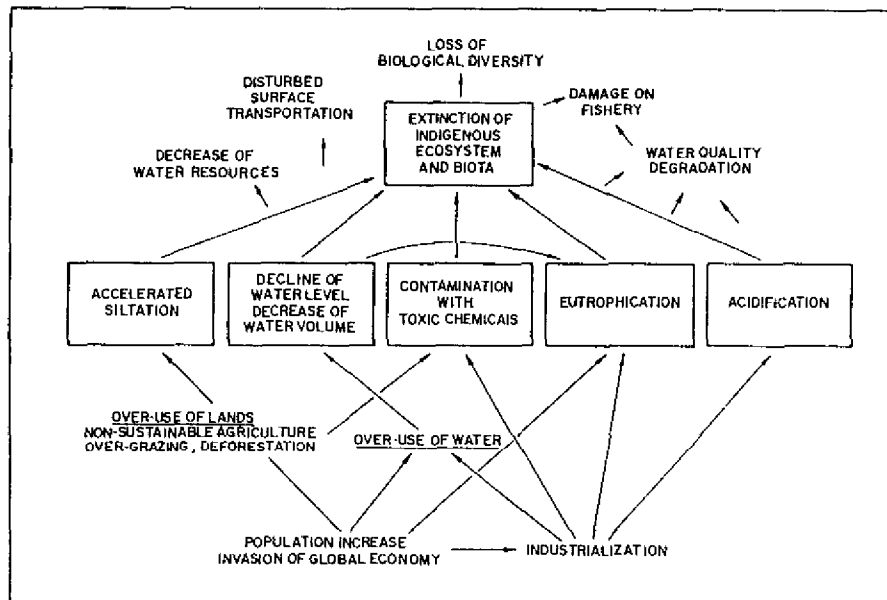 LOSS OF
BIOLOGICAL DIVERSITY
DISTURBED
SURFACE
TRANSPORTATION
DAMAGE ON
FISHERY
EXTINCTION OF
INDIGENOUS
ECOSYSTEM
AND BIOTA
DECREASE OF
WATER RESOURCES
WATER QUALITY
DEGRADATION
ACCELERATED
SILTATION
DECLINE OF
WATER LEVEL
DECREASE OF
WATER VOLUME
CONTAMINATION
WITH
TOXIC CHEMICAIS
EUTROPHICATION
ACIDIFICATION
OVER-USE OF LANDS
NON-SUSTAINABLE AGRICULTURE
OVER-GRAZING, DEFORESTATION
OVER-USE OF WATER
POPULATION INCREASE
INVASION OF GLOBAL ECONOMY
INDUSTRIALIZATION